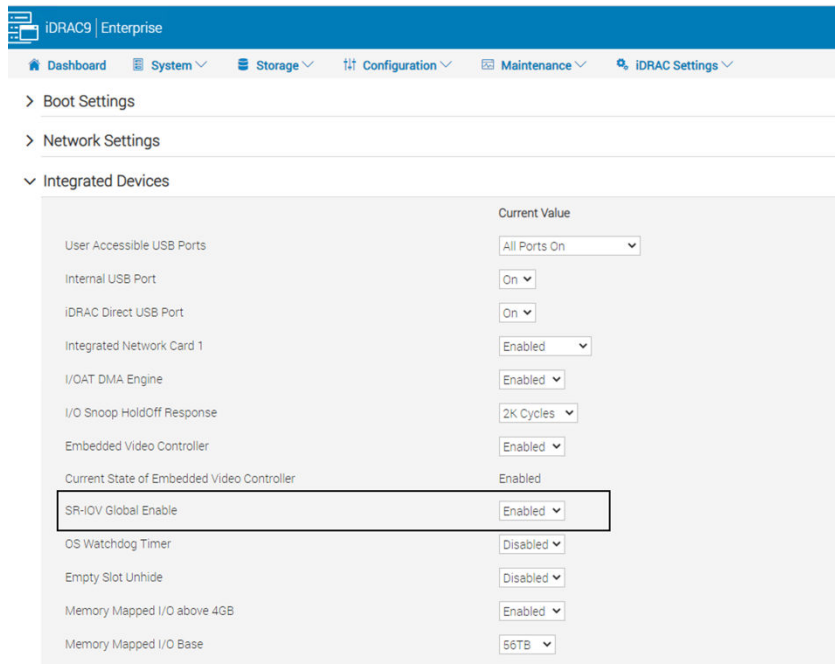 iDRAC9 | Enterprise
Dashboard System Storage Configuration Maintenance iDRAC Settings
Boot Settings
Network Settings
Integrated Devices
Current Value
User Accessible USB Ports All Ports On
Internal USB Port On
iDRAC Direct USB Port On
Integrated Network Card 1 Enabled
I/OAT DMA Engine Enabled
I/O Snoop HoldOff Response 2K Cycles
Embedded Video Controller Enabled
Current State of Embedded Video Controller Enabled
SR-IOV Global Enable Enabled
OS Watchdog Timer Disabled
Empty Slot Unhide Disabled
Memory Mapped I/O above 4GB Enabled
Memory Mapped I/O Base 56TB